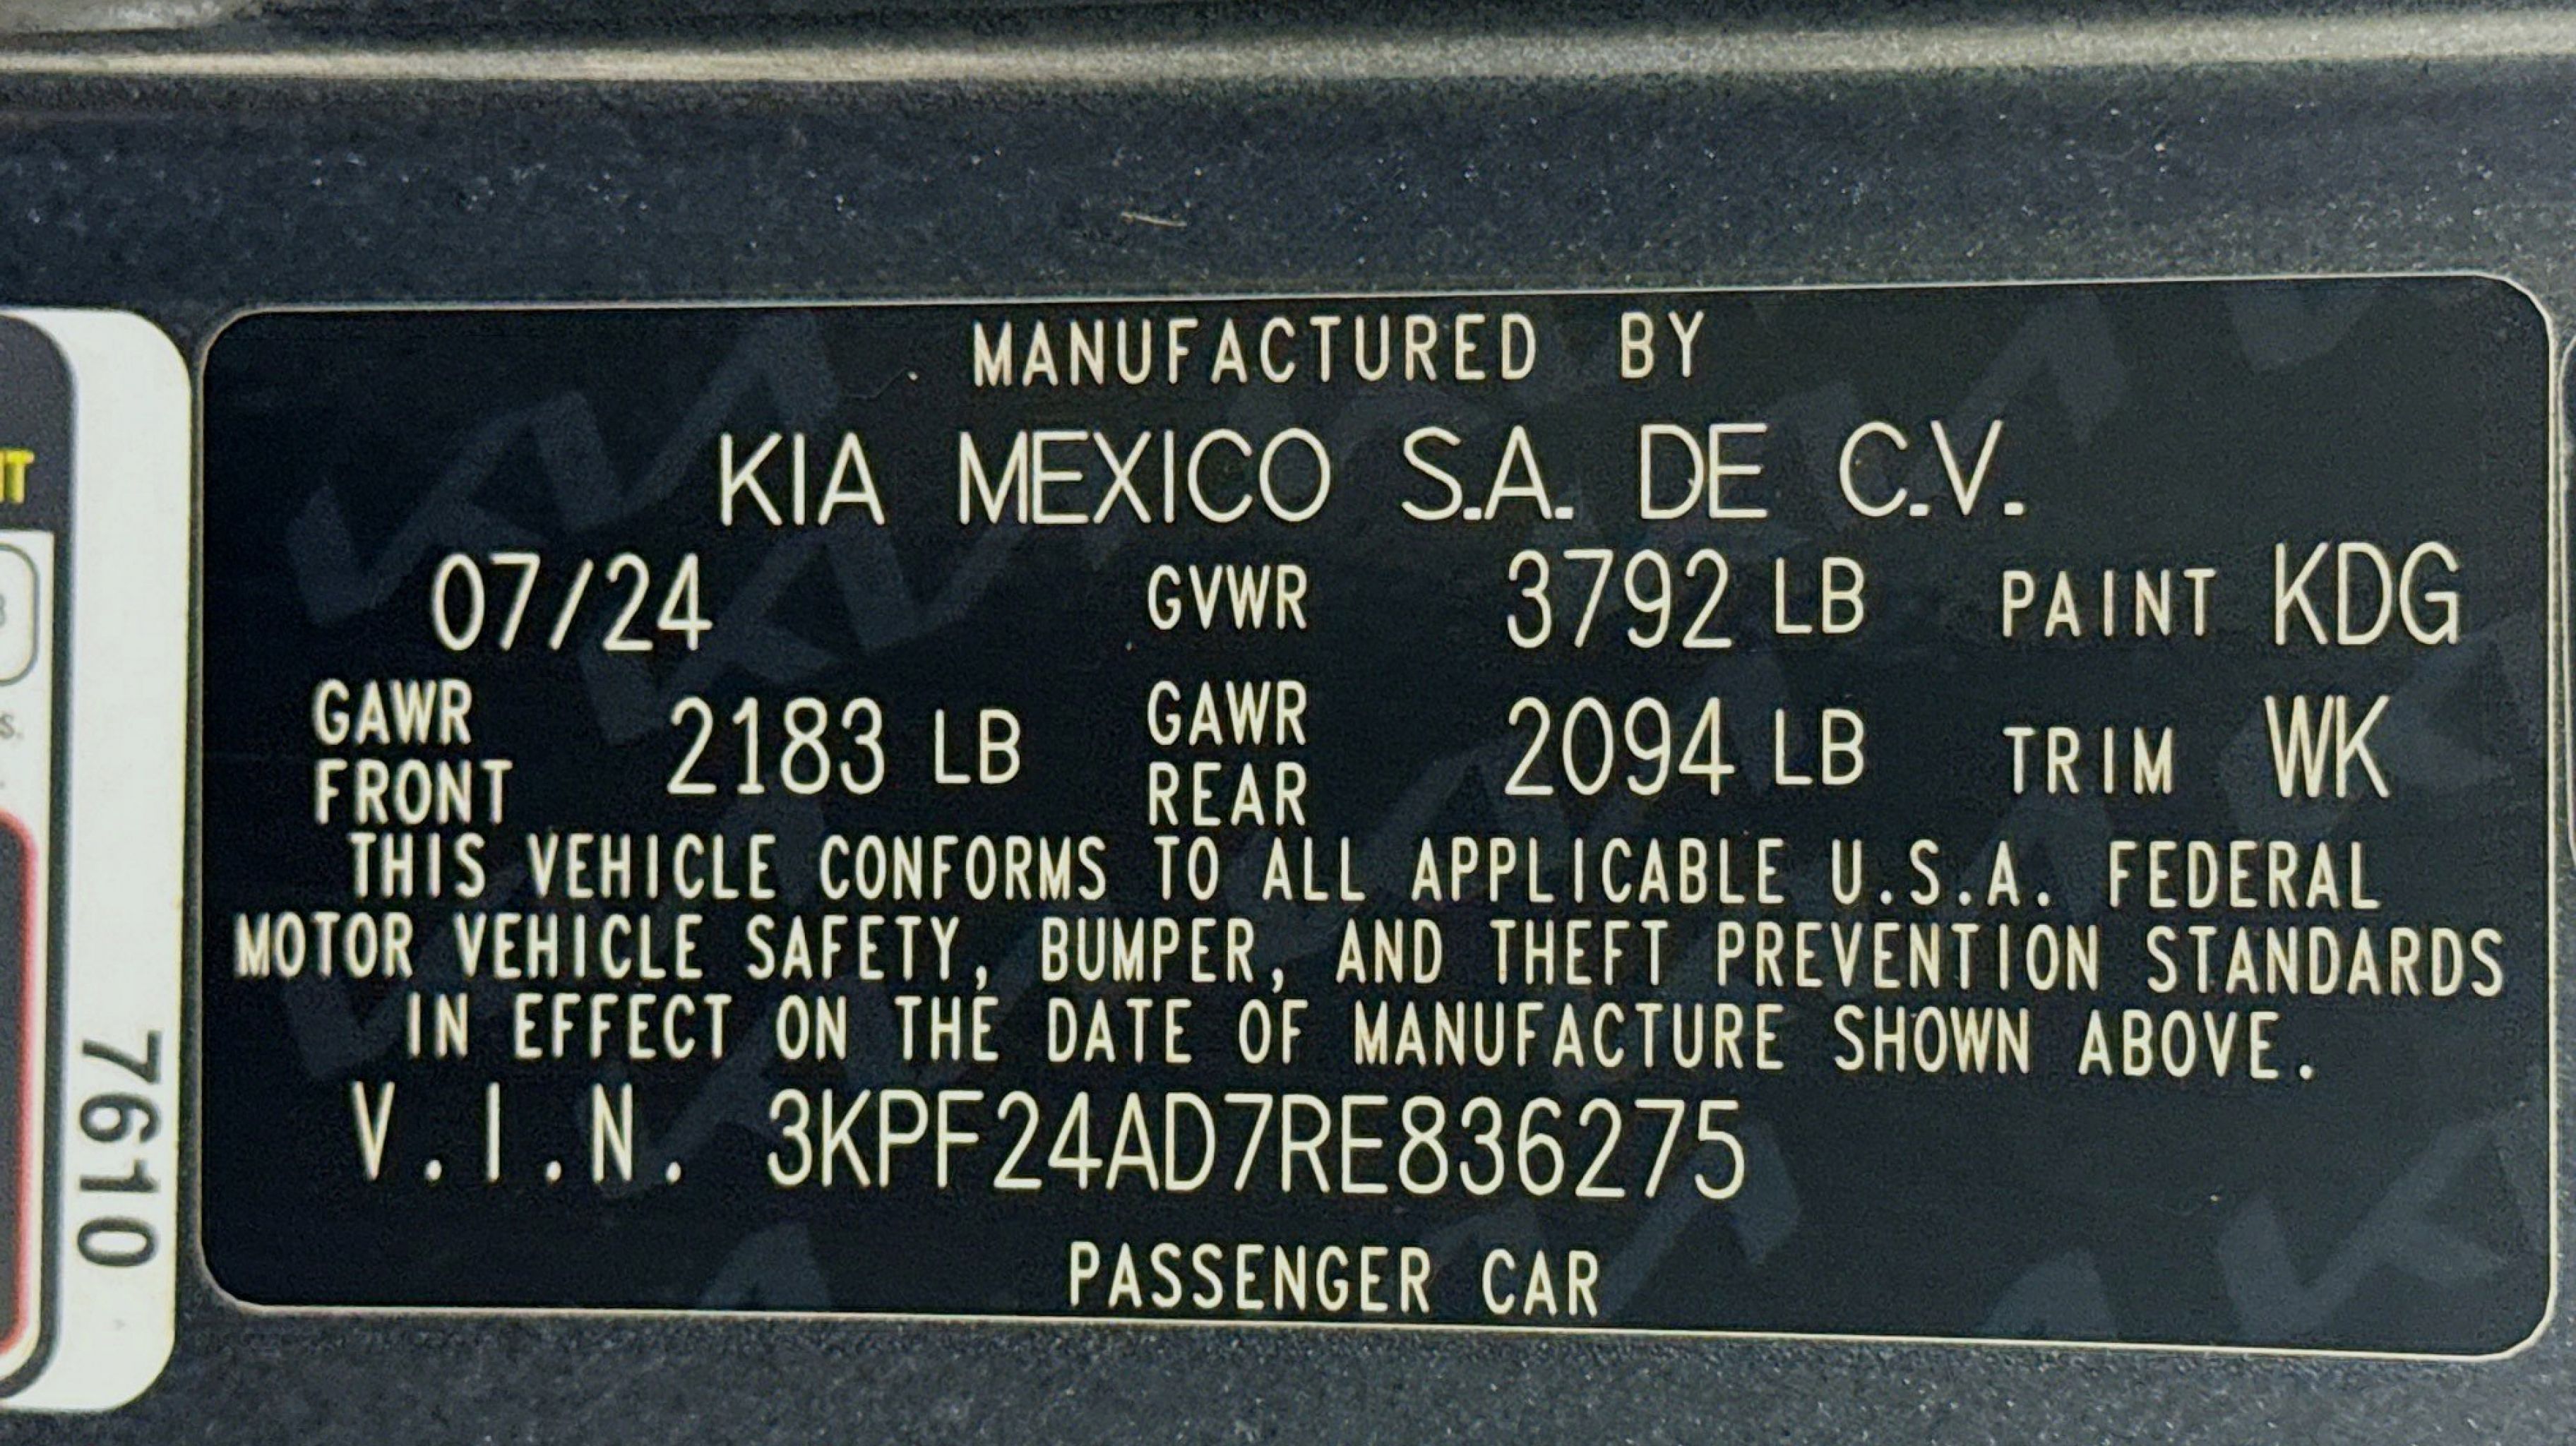 MANUFACTURED BY
KIA MEXICO S.A. DE C.V.
07/24 GVWR 3792 LB PAINT KDG
GAWR FRONT 2183 LB GAWR REAR 2094 LB TRIM WK
THIS VEHICLE CONFORMS TO ALL APPLICABLE U.S.A. FEDERAL
MOTOR VEHICLE SAFETY, BUMPER, AND THEFT PREVENTION STANDARDS
IN EFFECT ON THE DATE OF MANUFACTURE SHOWN ABOVE.
V.I.N. 3KPF24AD7RE836275
PASSENGER CAR
7610